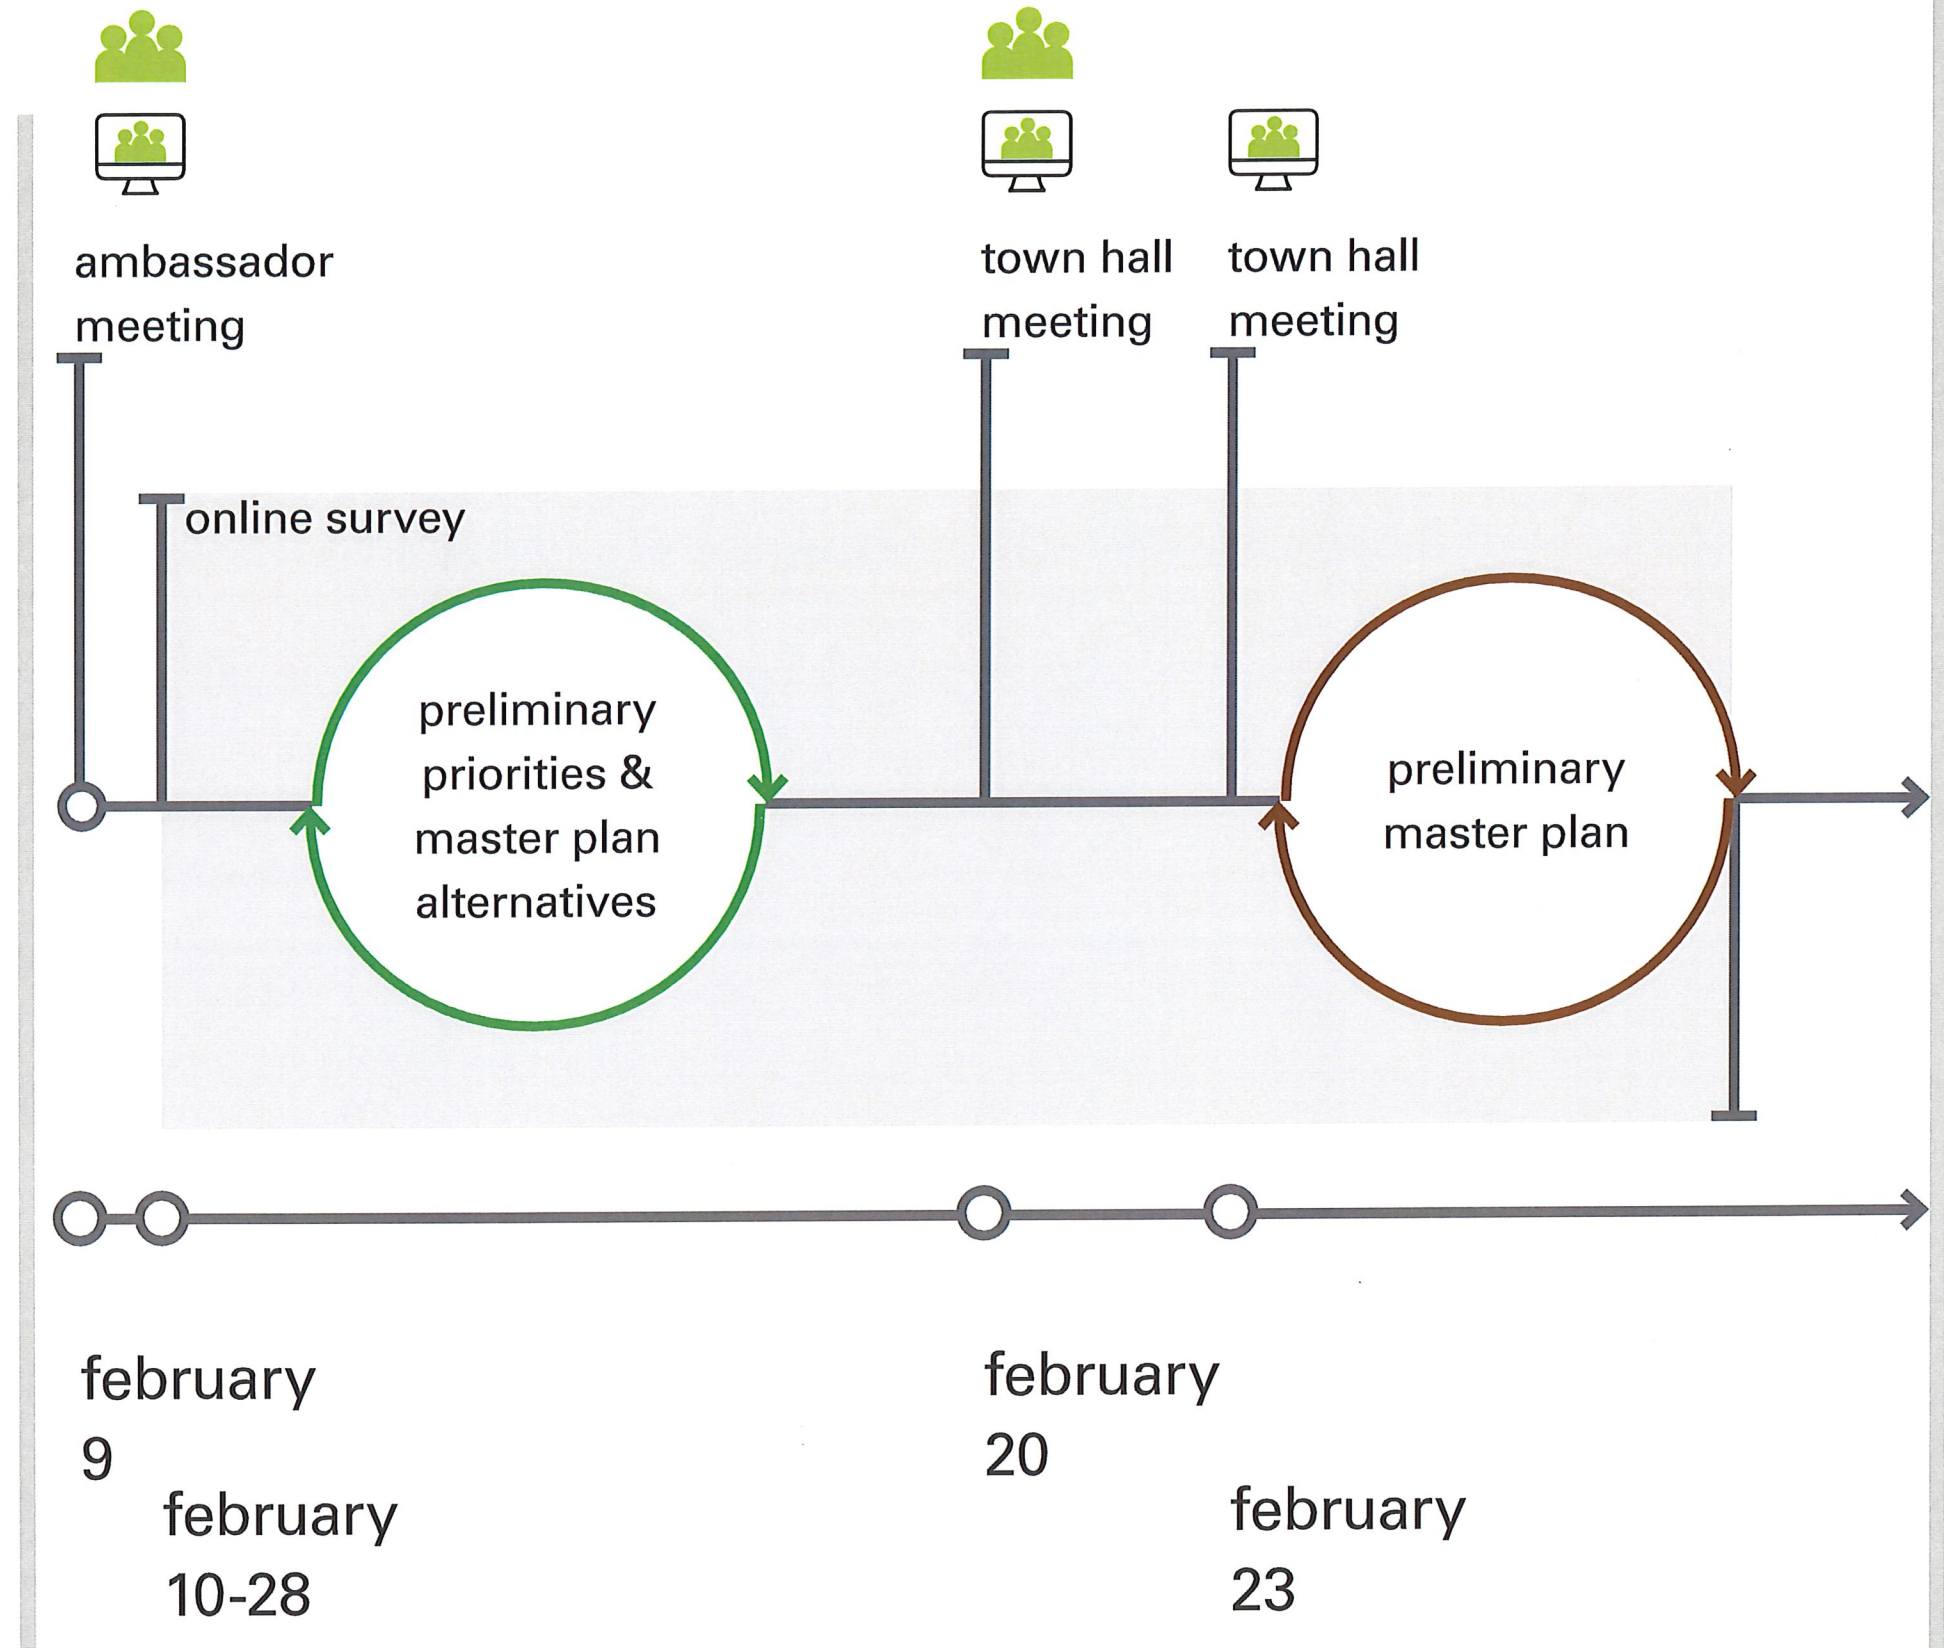 ambassador
meeting
town hall
meeting
town hall
meeting
online survey
preliminary
priorities &
master plan
alternatives
preliminary
master plan
february
9
february
10-28
february
20
february
23